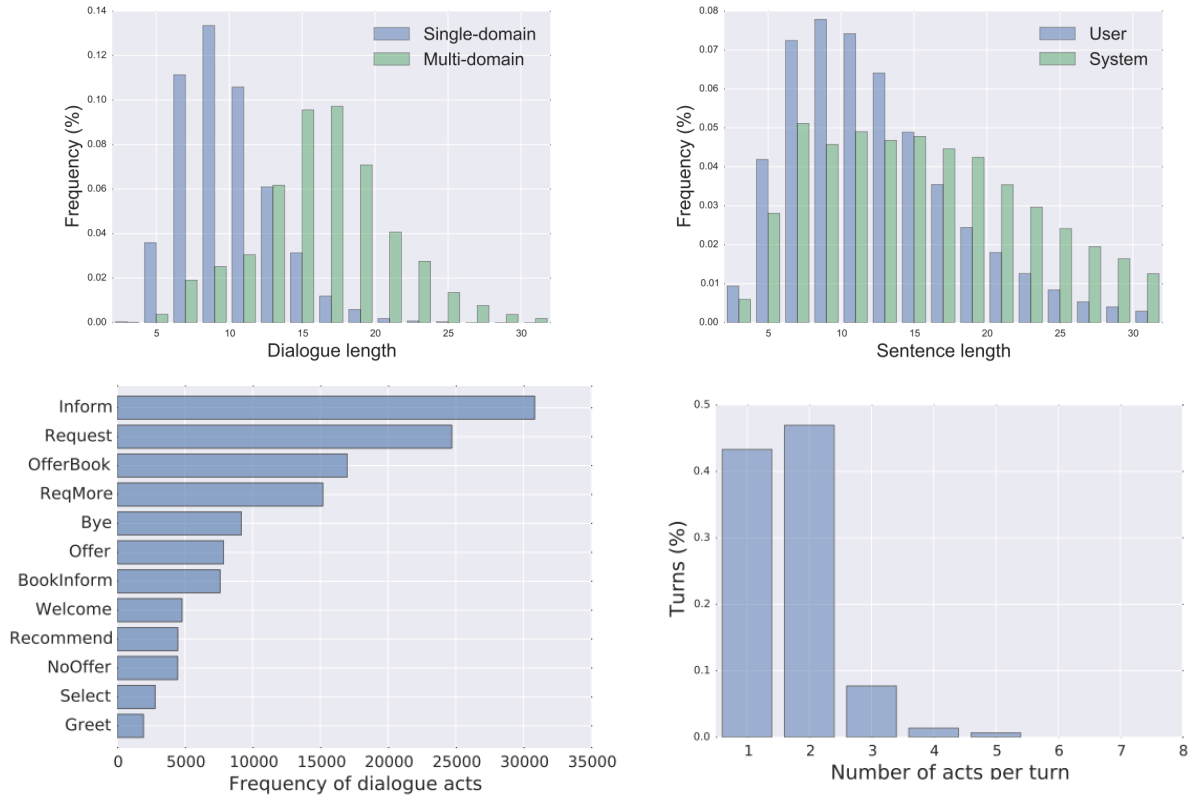 0.14
0.12
0.10
0.08
0.06
0.04
0.02
0.00
Frequency (%)
Single-domain
Multi-domain
5 10 15 20 25 30
Dialogue length
0.08
0.07
0.06
0.05
0.04
0.03
0.02
0.01
0.00
Frequency (%)
User
System
5 10 15 20 25 30
Sentence length
Inform
Request
OfferBook
ReqMore
Bye
Offer
BookInform
Welcome
Recommend
NoOffer
Select
Greet
0 5000 10000 15000 20000 25000 30000 35000
Frequency of dialogue acts
0.5
0.4
0.3
0.2
0.1
0.0
Turns (%)
1 2 3 4 5 6 7 8
Number of acts per turn